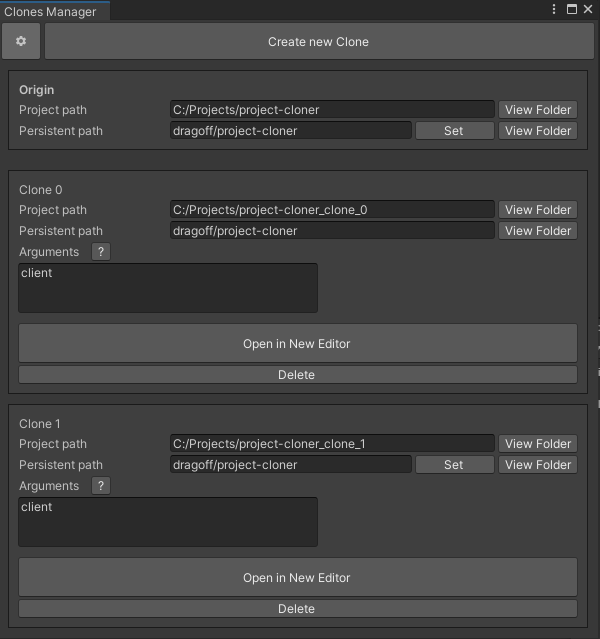 Clones Manager
Create new Clone
Origin
Project path C:/Projects/project-cloner View Folder
Persistent path dragoff/project-cloner Set View Folder
Clone 0
Project path C:/Projects/project-cloner_clone_0 View Folder
Persistent path dragoff/project-cloner View Folder
Arguments ?
client
Open in New Editor
Delete
Clone 1
Project path C:/Projects/project-cloner_clone_1 View Folder
Persistent path dragoff/project-cloner Set View Folder
Arguments ?
client
Open in New Editor
Delete